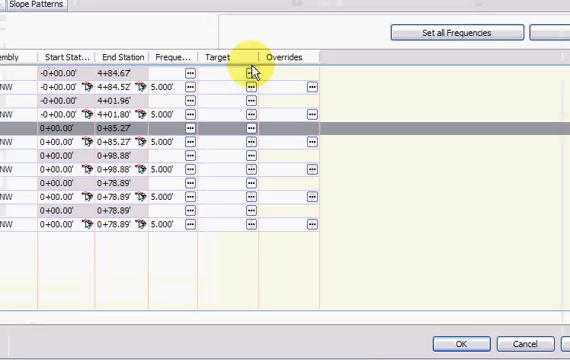 Slope Patterns
Set all Frequencies
embly Start Stat... End Station Freque... Target Overrides
-0+00.00' 4+84.67'
NW -0+00.00' 4+84.52' 5.000'
-0+00.00' 4+01.96'
NW -0+00.00' 4+01.80' 5.000'
0+00.00' 0+85.27'
NW 0+00.00' 0+85.27' 5.000'
0+00.00' 0+98.88'
NW 0+00.00' 0+98.88' 5.000'
0+00.00' 0+78.89'
NW 0+00.00' 0+78.89' 5.000'
0+00.00' 0+78.89'
NW 0+00.00' 0+78.89' 5.000'
OK Cancel